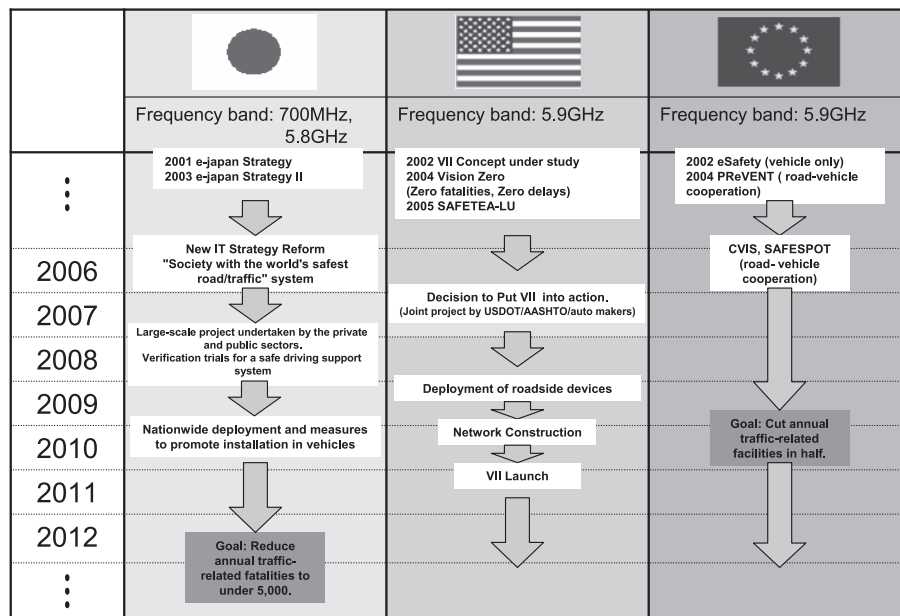 Frequency band: 700MHz,
5.8GHz
Frequency band: 5.9GHz
Frequency band: 5.9GHz
2001 e-japan Strategy
2003 e-japan Strategy II
2002 VII Concept under study
2004 Vision Zero
(Zero fatalities, Zero delays)
2005 SAFETEA-LU
2002 eSafety (vehicle only)
2004 PReVENT ( road-vehicle
cooperation)
2006
New IT Strategy Reform
"Society with the world's safest
road/traffic" system
CVIS, SAFESPOT
(road- vehicle
cooperation)
2007
Decision to Put VII into action.
(Joint project by USDOT/AASHTO/auto makers)
Large-scale project undertaken by the private
and public sectors.
Verification trials for a safe driving support
system
2008
Deployment of roadside devices
2009
Nationwide deployment and measures
to promote installation in vehicles
Network Construction
Goal: Cut annual
traffic-related
facilities in half.
2010
VII Launch
2011
2012
Goal: Reduce
annual traffic-
related fatalities to
under 5,000.